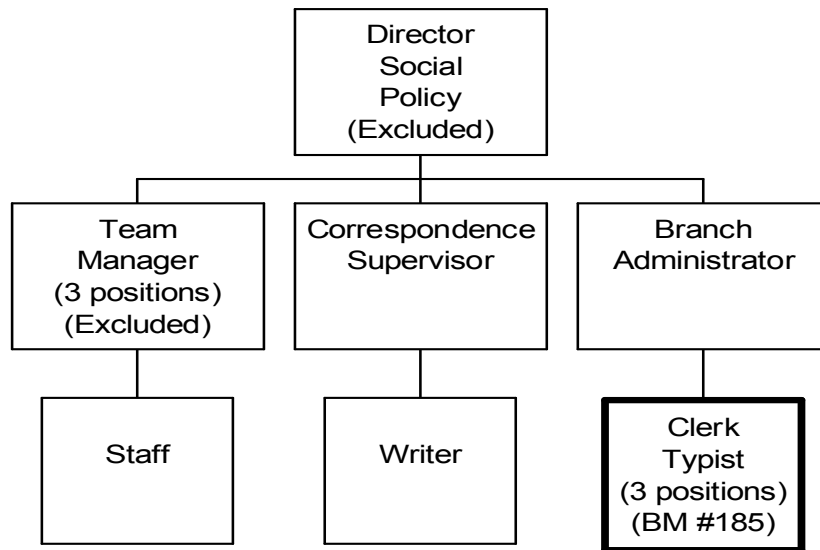 Director
Social
Policy
(Excluded)
Team
Manager
(3 positions)
(Excluded)
Correspondence
Supervisor
Branch
Administrator
Staff
Writer
Clerk
Typist
(3 positions)
(BM #185)